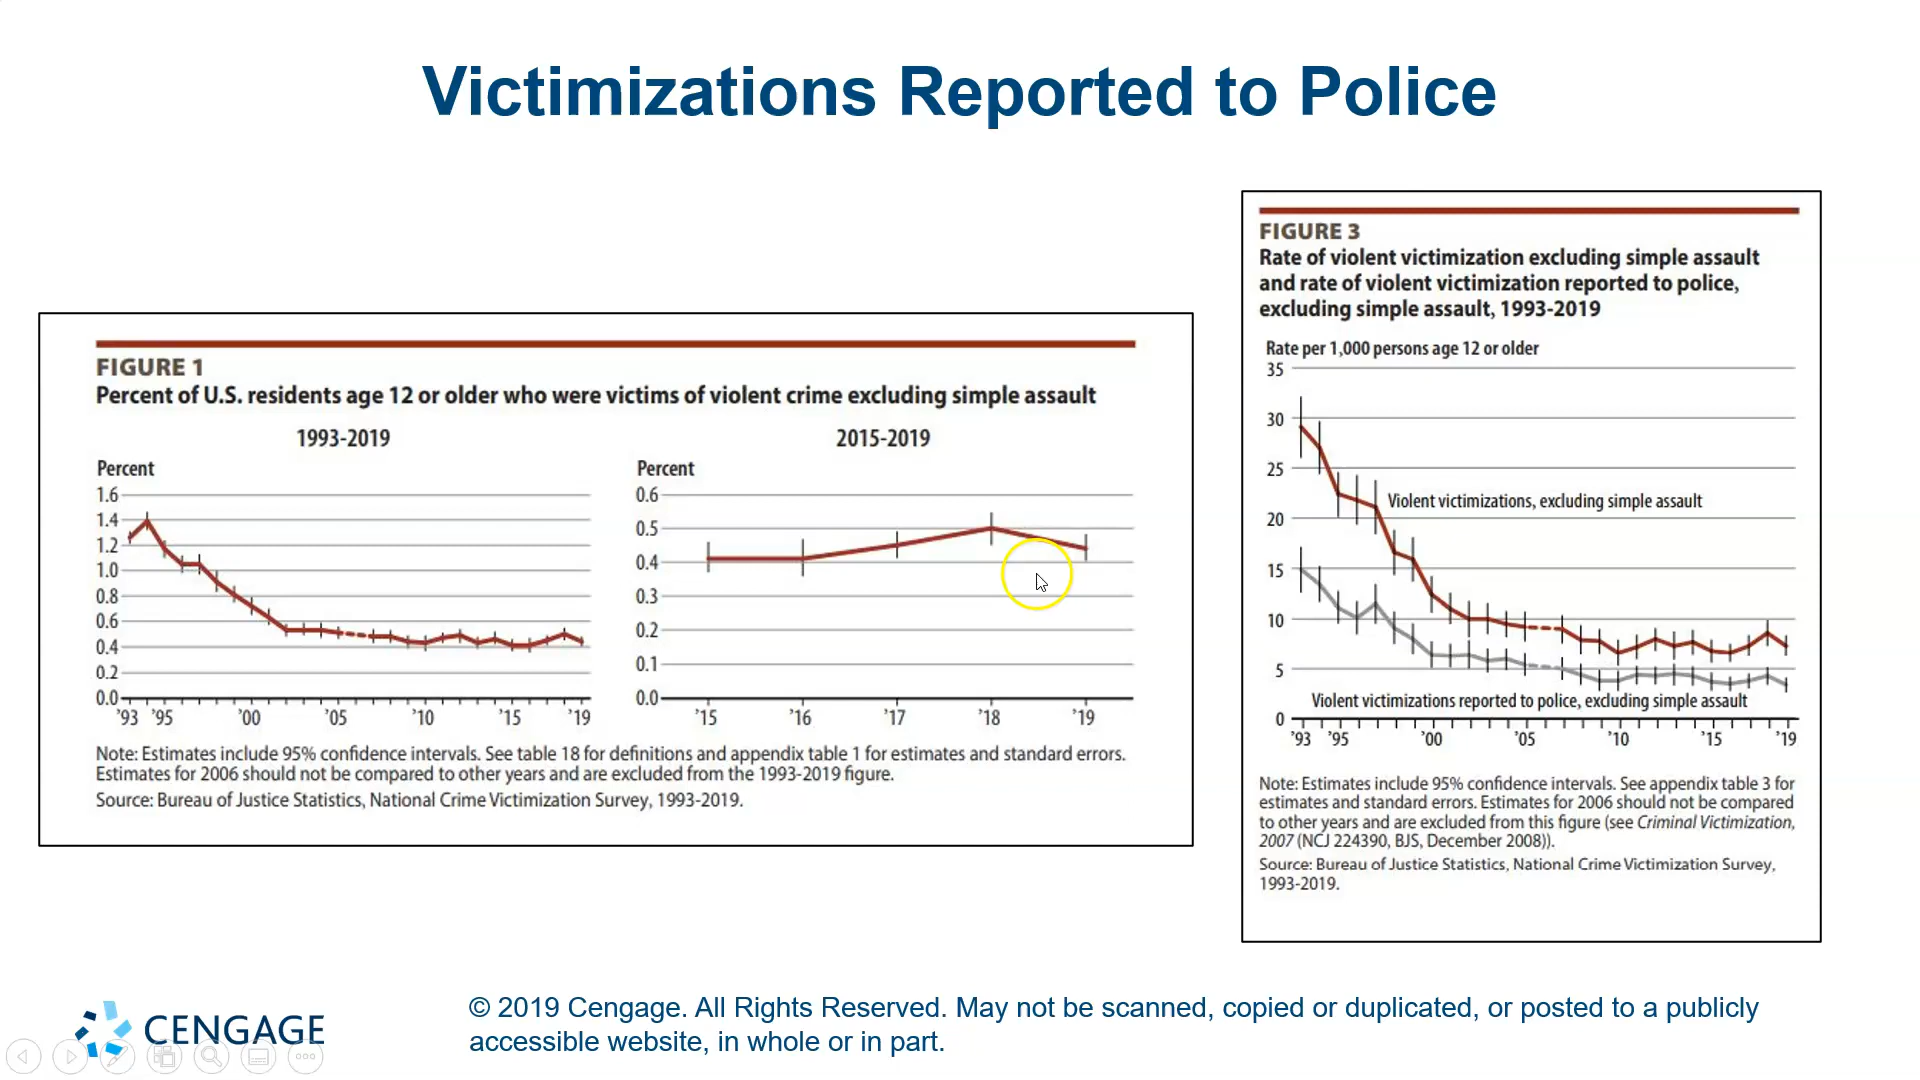 Victimizations Reported to Police
FIGURE 1
Percent of U.S. residents age 12 or older who were victims of violent crime excluding simple assault
1993-2019
Percent
1.6
1.4
1.2
1.0
0.8
0.6
0.4
0.2
0.0
'93 '95 '00 '05 '10 '15 '19
2015-2019
Percent
0.6
0.5
0.4
0.3
0.2
0.1
0.0
'15 '16 '17 '18 '19
Note: Estimates include 95% confidence intervals. See table 18 for definitions and appendix table 1 for estimates and standard errors.
Estimates for 2006 should not be compared to other years and are excluded from the 1993-2019 figure.
Source: Bureau of Justice Statistics, National Crime Victimization Survey, 1993-2019.
FIGURE 3
Rate of violent victimization excluding simple assault
and rate of violent victimization reported to police,
excluding simple assault, 1993-2019
Rate per 1,000 persons age 12 or older
35
30
25
Violent victimizations, excluding simple assault
20
15
10
5
Violent victimizations reported to police, excluding simple assault
0
'93 '95 '00 '05 '10 '15 '19
Note: Estimates include 95% confidence intervals. See appendix table 3 for
estimates and standard errors. Estimates for 2006 should not be compared
to other years and are excluded from this figure (see Criminal Victimization,
2007 (NCJ 224390, BJS, December 2008)).
Source: Bureau of Justice Statistics, National Crime Victimization Survey,
1993-2019.
CENGAGE
© 2019 Cengage. All Rights Reserved. May not be scanned, copied or duplicated, or posted to a publicly
accessible website, in whole or in part.